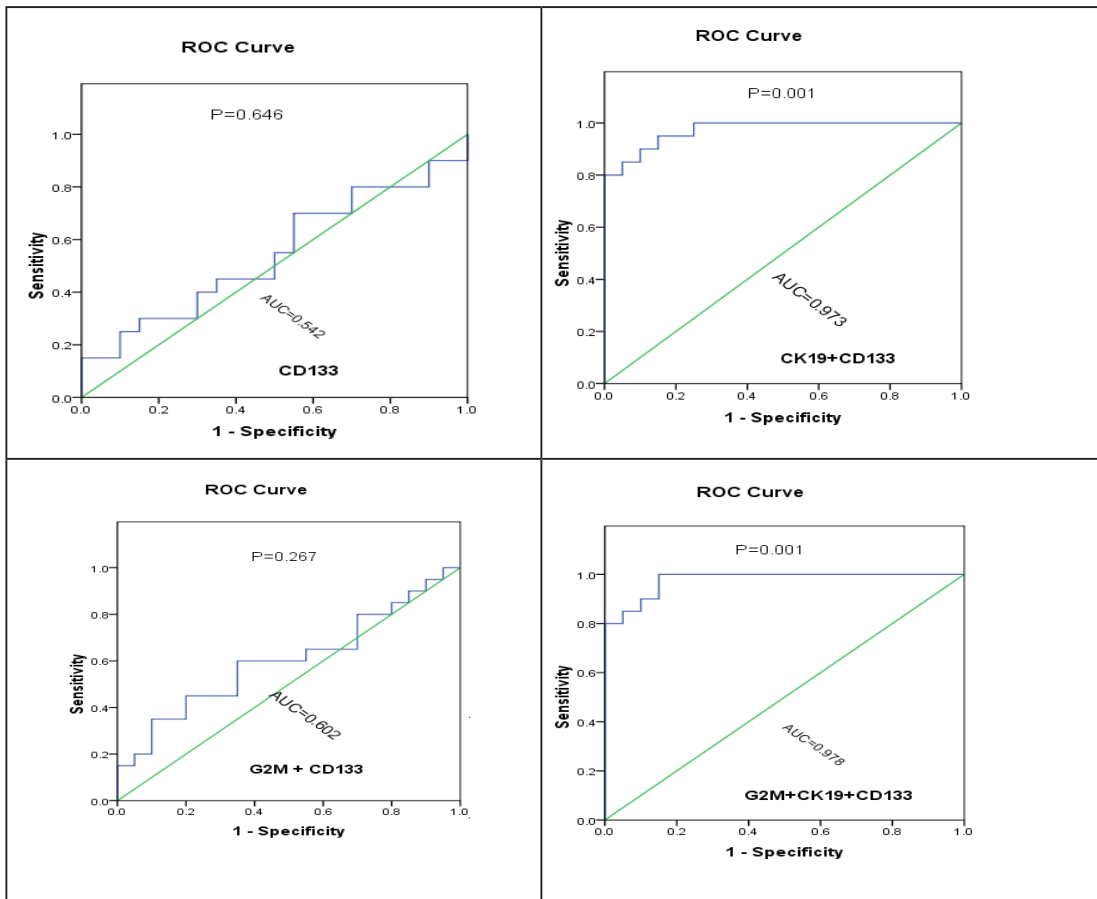 ROC Curve
P=0.646
1.0
0.8
0.6
0.4
0.2
0.0
Sensitivity
AUC=0.542
CD133
0.0 0.2 0.4 0.6 0.8 1.0
1 - Specificity
ROC Curve
P=0.001
1.0
0.8
0.6
0.4
0.2
0.0
Sensitivity
AUC=0.973
CK19+CD133
0.0 0.2 0.4 0.6 0.8 1.0
1 - Specificity
ROC Curve
P=0.267
1.0
0.8
0.6
0.4
0.2
0.0
Sensitivity
AUC=0.602
G2M + CD133
0.0 0.2 0.4 0.6 0.8 1.0
1 - Specificity
ROC Curve
P=0.001
1.0
0.8
0.6
0.4
0.2
0.0
Sensitivity
AUC=0.978
G2M+CK19+CD133
0.0 0.2 0.4 0.6 0.8 1.0
1 - Specificity